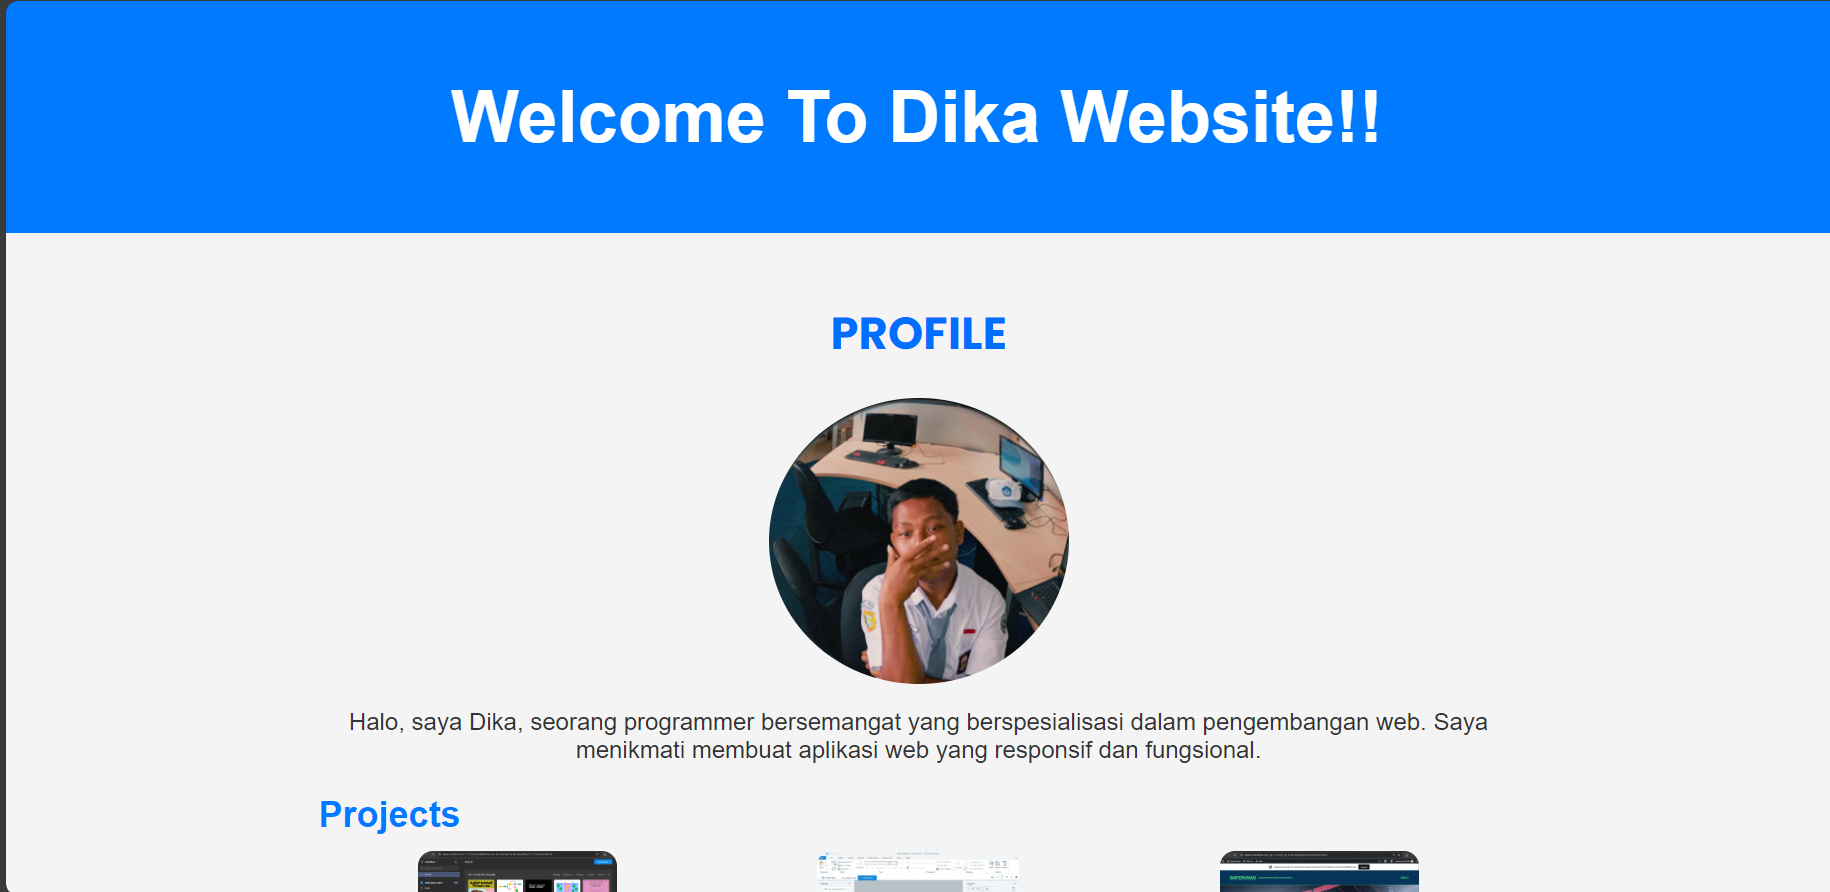 Welcome To Dika Website!!
PROFILE
Halo, saya Dika, seorang programmer bersemangat yang berspesialisasi dalam pengembangan web. Saya
menikmati membuat aplikasi web yang responsif dan fungsional.
Projects